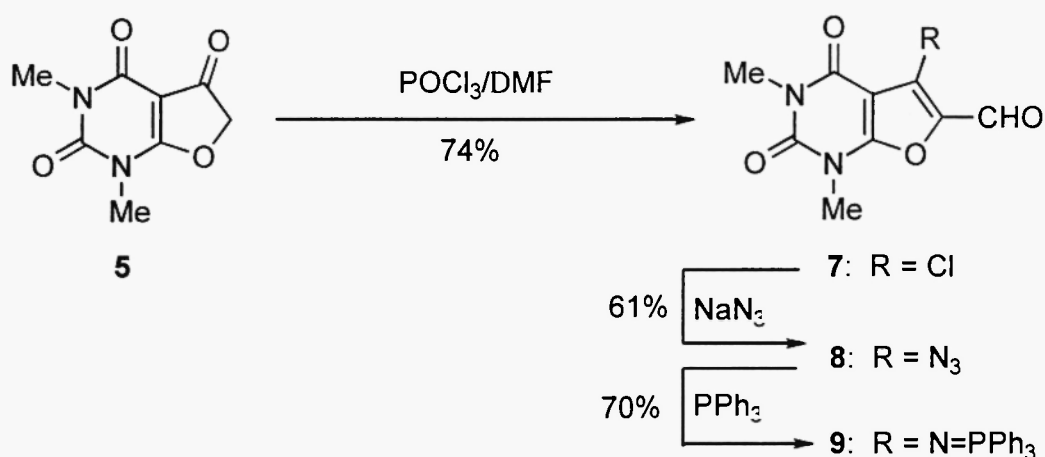 O O
Me N
O N O
Me
5
POCl3/DMF
74%
O R
Me N CHO
O N O
Me
7: R = Cl
61% NaN3
8: R = N3
70% PPh3
9: R = N=PPh3